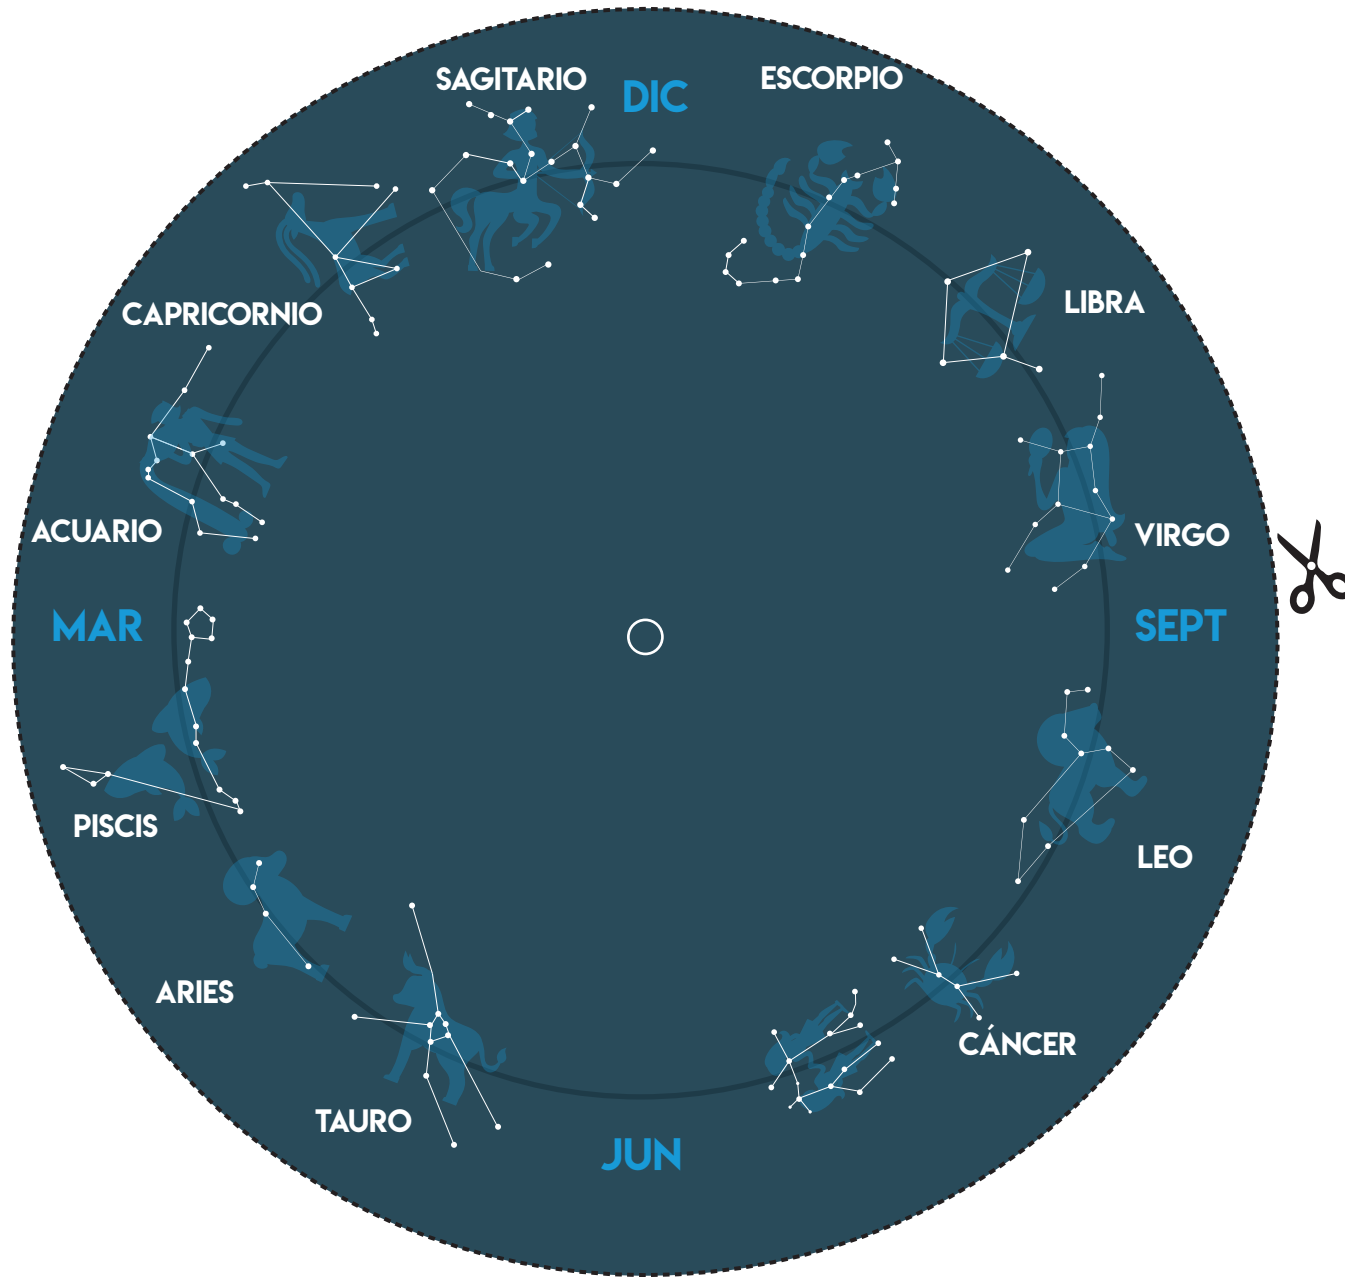 SAGITARIO
DIC
ESCORPIO
CAPRICORNIO
LIBRA
ACUARIO
VIRGO
MAR
SEPT
PISCIS
LEO
ARIES
CÁNCER
TAURO
JUN